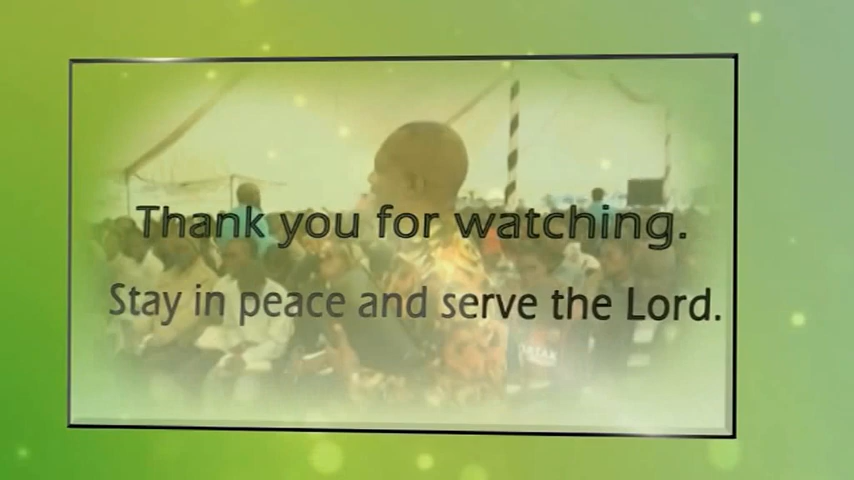 Thank you for watching.
Stay in peace and serve the Lord.